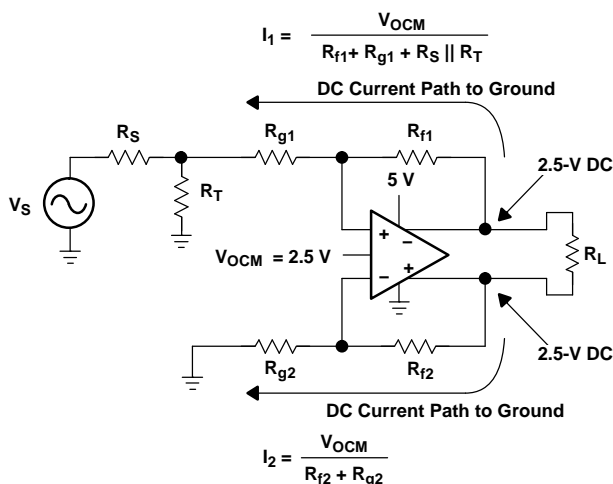 I1 = VOCM / Rf1+ Rg1 + RS || RT
DC Current Path to Ground
RS
Rg1
Rf1
2.5-V DC
5 V
RT
VS
+
−
VOCM = 2.5 V
RL
−
+
Rg2
Rf2
2.5-V DC
DC Current Path to Ground
I2 = VOCM / Rf2 + Rg2